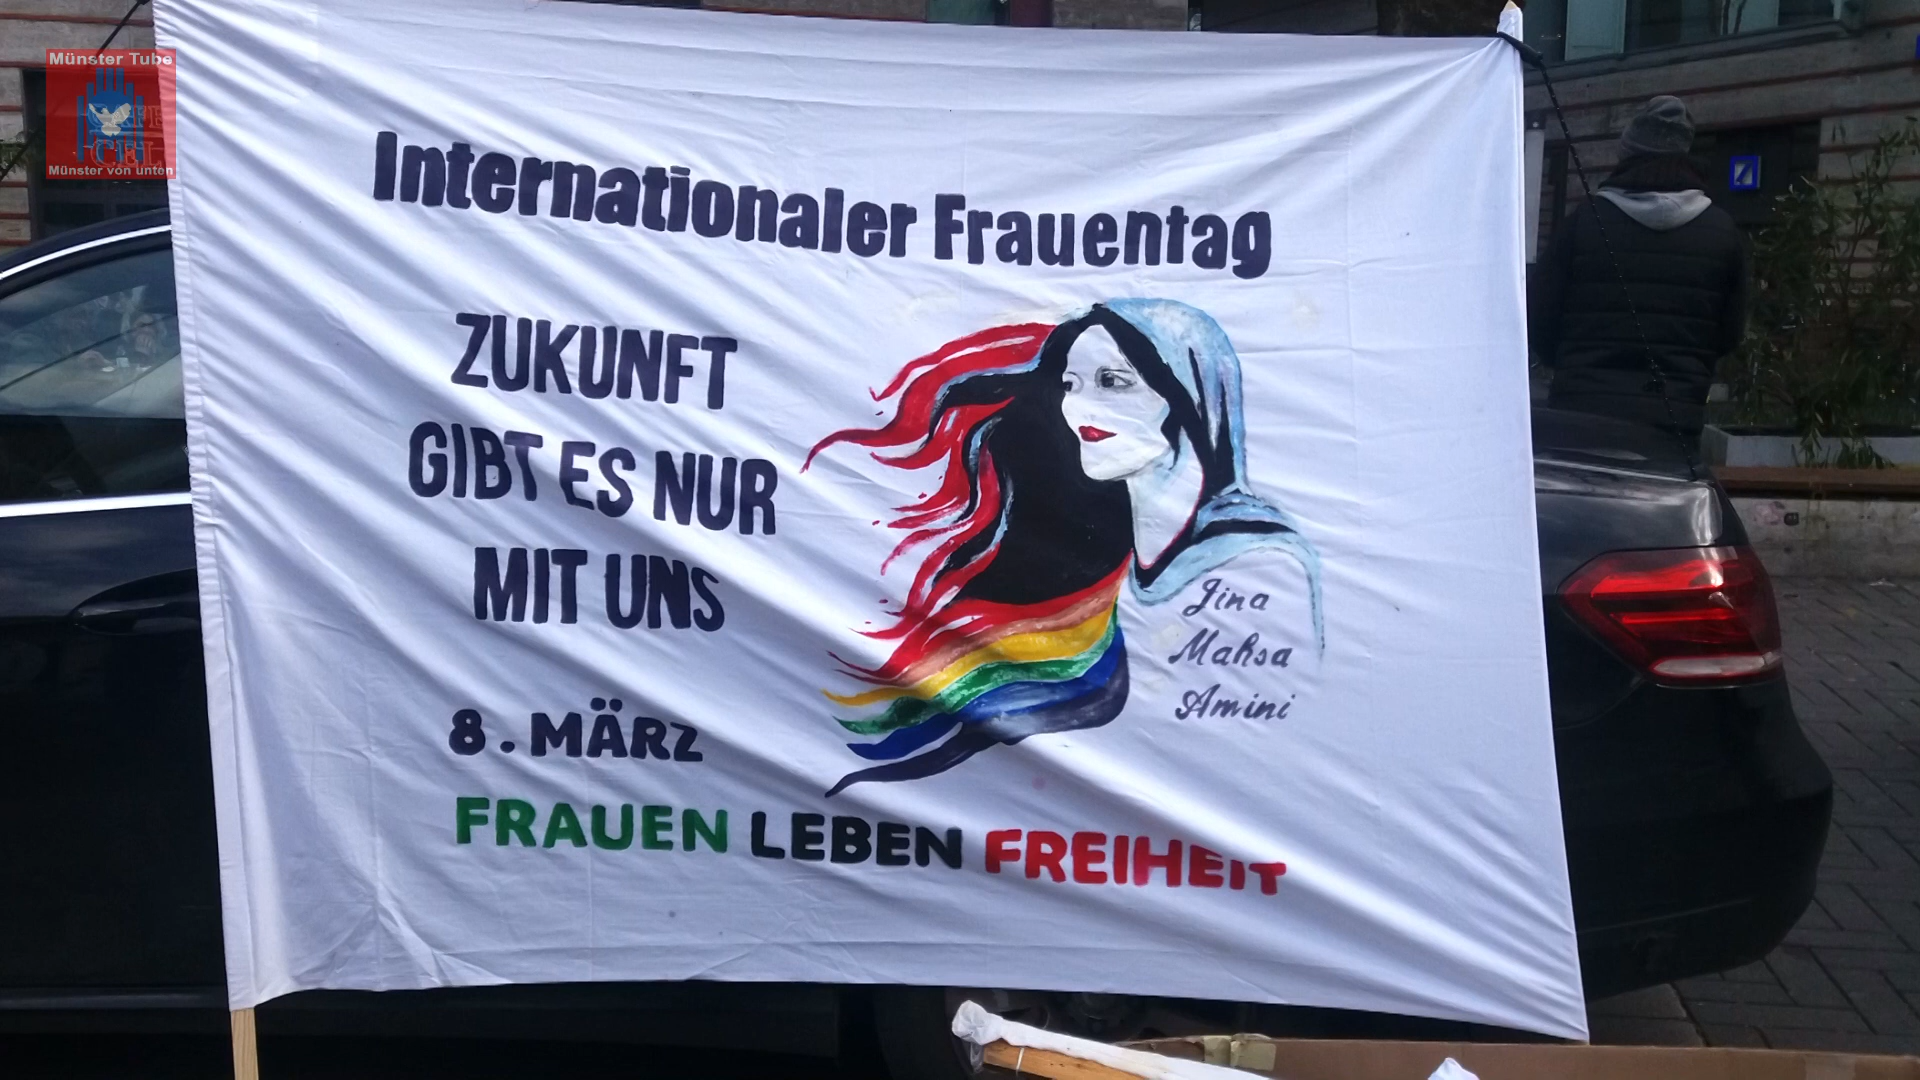 Münster Tube
Münster von unten
Internationaler Frauentag
ZUKUNFT
GIBT ES NUR
MIT UNS
8. MÄRZ
FRAUEN LEBEN FREIHEIT
Jina
Mahsa
Amini